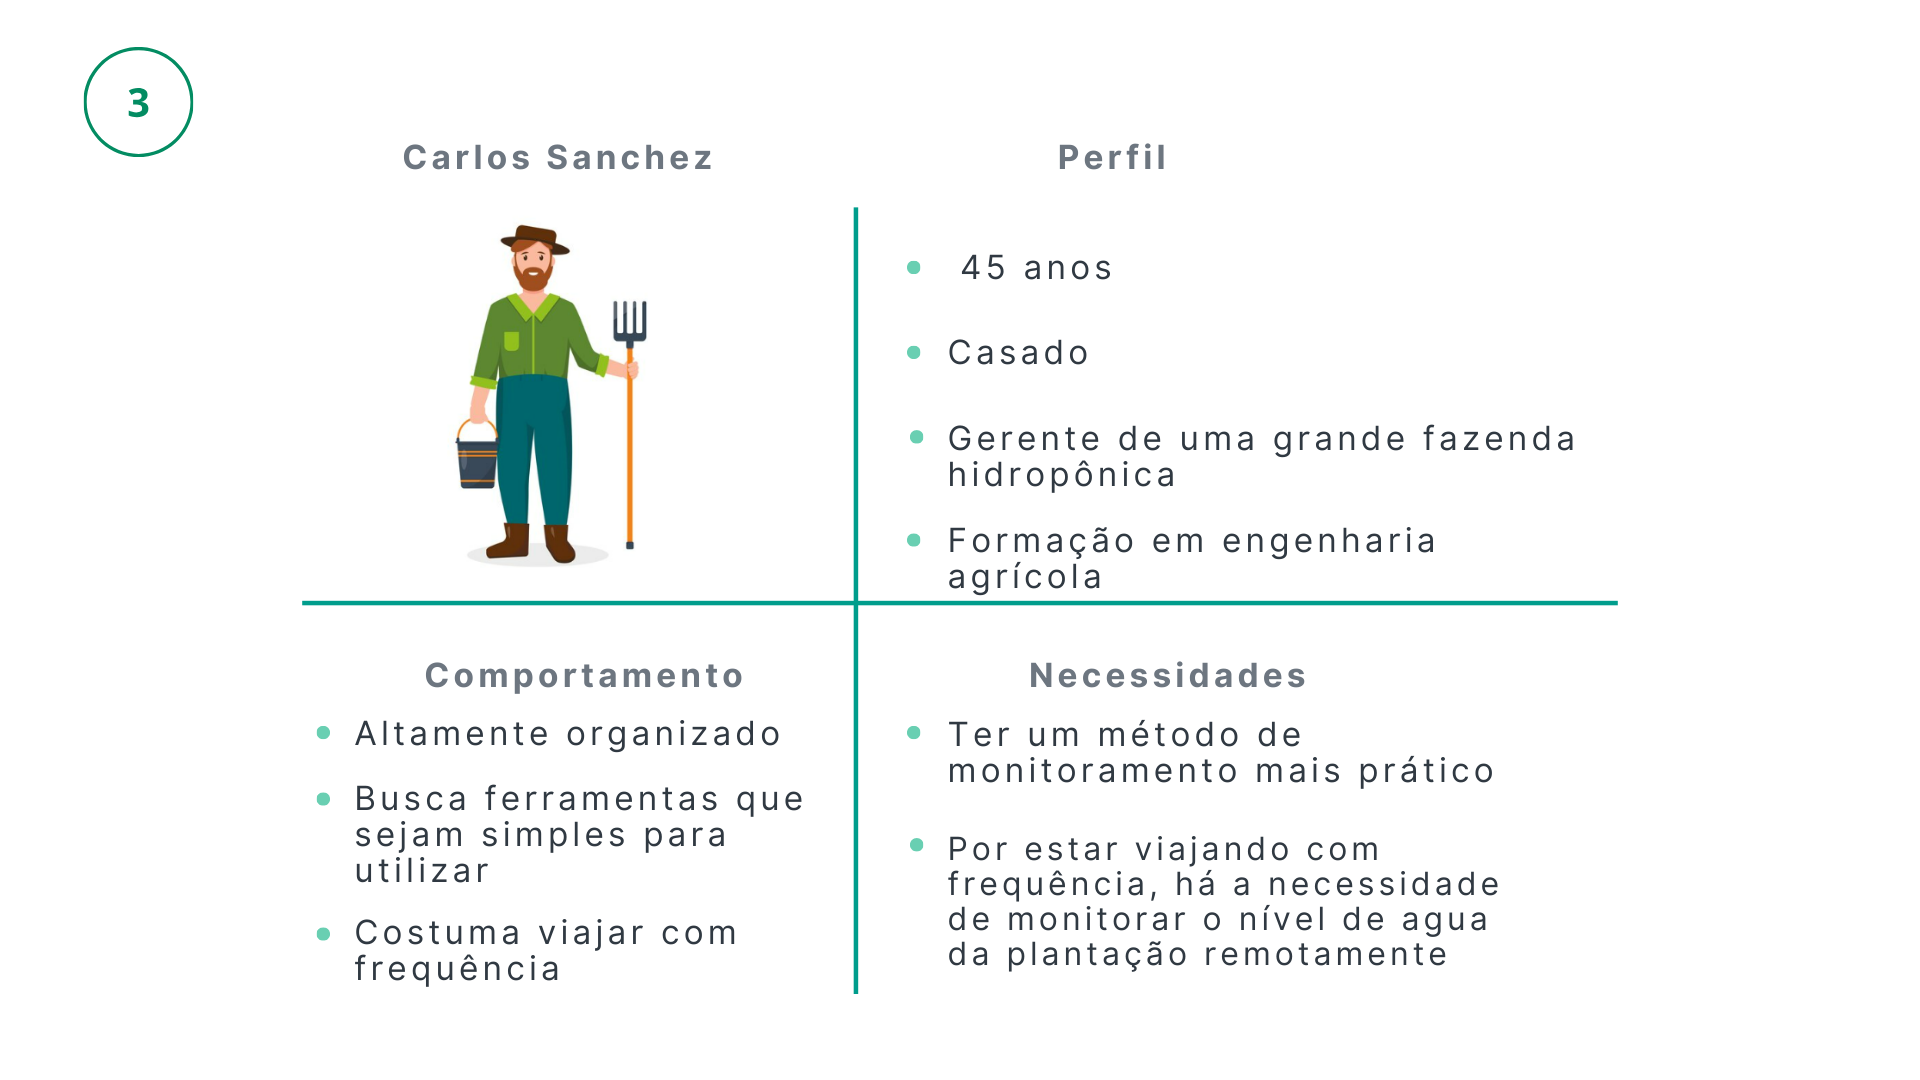 3
Carlos Sanchez
Perfil
45 anos
Casado
Gerente de uma grande fazenda
hidropônica
Formação em engenharia
agrícola
Comportamento
Altamente organizado
Busca ferramentas que
sejam simples para
utilizar
Costuma viajar com
frequência
Necessidades
Ter um método de
monitoramento mais prático
Por estar viajando com
frequência, há a necessidade
de monitorar o nível de agua
da plantação remotamente